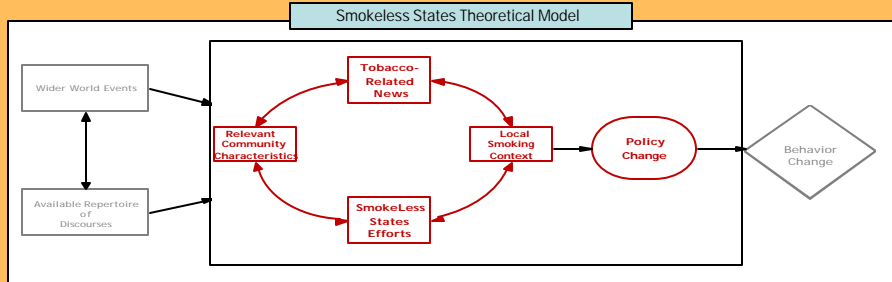 Smokeless States Theoretical Model
Wider World Events
Available Repertoire
of
Discourses
Tobacco-
Related
News
Relevant
Community
Characteristics
Local
Smoking
Context
SmokeLess
States
Efforts
Policy
Change
Behavior
Change